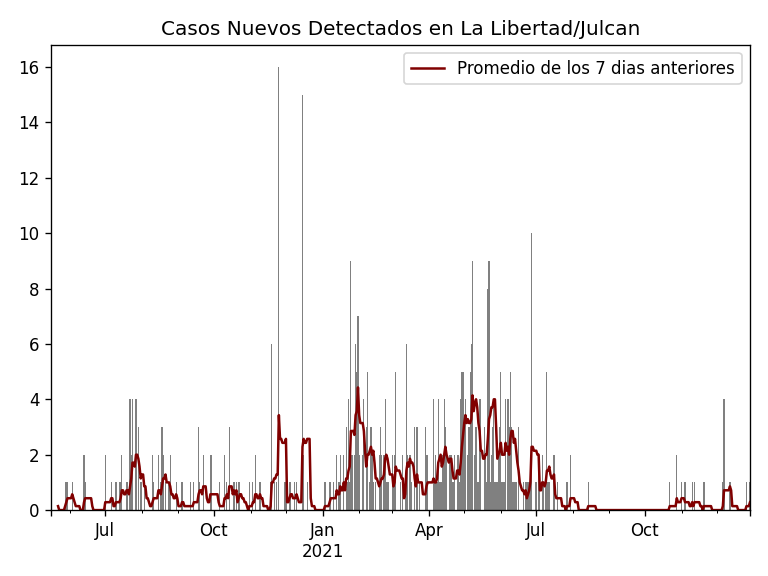 Casos Nuevos Detectados en La Libertad/Julcan
Promedio de los 7 dias anteriores
16
14
12
10
8
6
4
2
0
Jul
Oct
Jan
2021
Apr
Jul
Oct